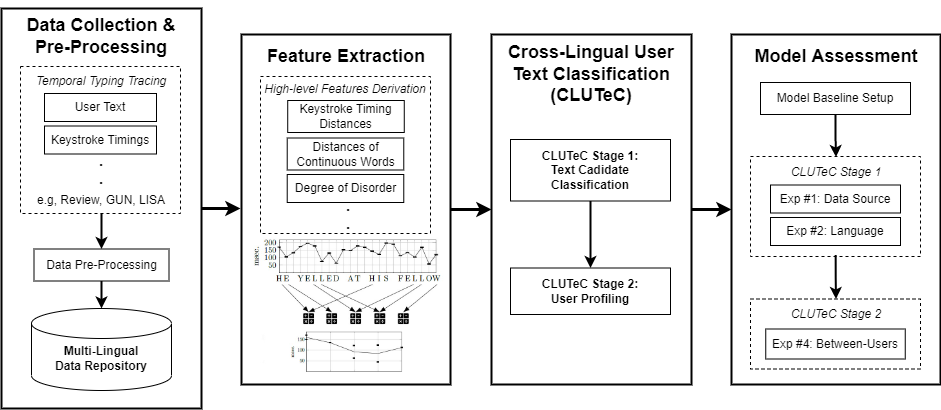 Data Collection &
Pre-Processing
Temporal Typing Tracing
User Text
Keystroke Timings
.
.
.
e.g, Review, GUN, LISA
Data Pre-Processing
Multi-Lingual
Data Repository
Feature Extraction
High-level Features Derivation
Keystroke Timing
Distances
Distances of
Continuous Words
Degree of Disorder
.
.
msec.
200
150
100
50
HE YELLED AT HIS FELLOW
msec.
150
100
50
Cross-Lingual User
Text Classification
(CLUTeC)
CLUTeC Stage 1:
Text Cadidate
Classification
CLUTeC Stage 2:
User Profiling
Model Assessment
Model Baseline Setup
CLUTeC Stage 1
Exp #1: Data Source
Exp #2: Language
CLUTeC Stage 2
Exp #4: Between-Users